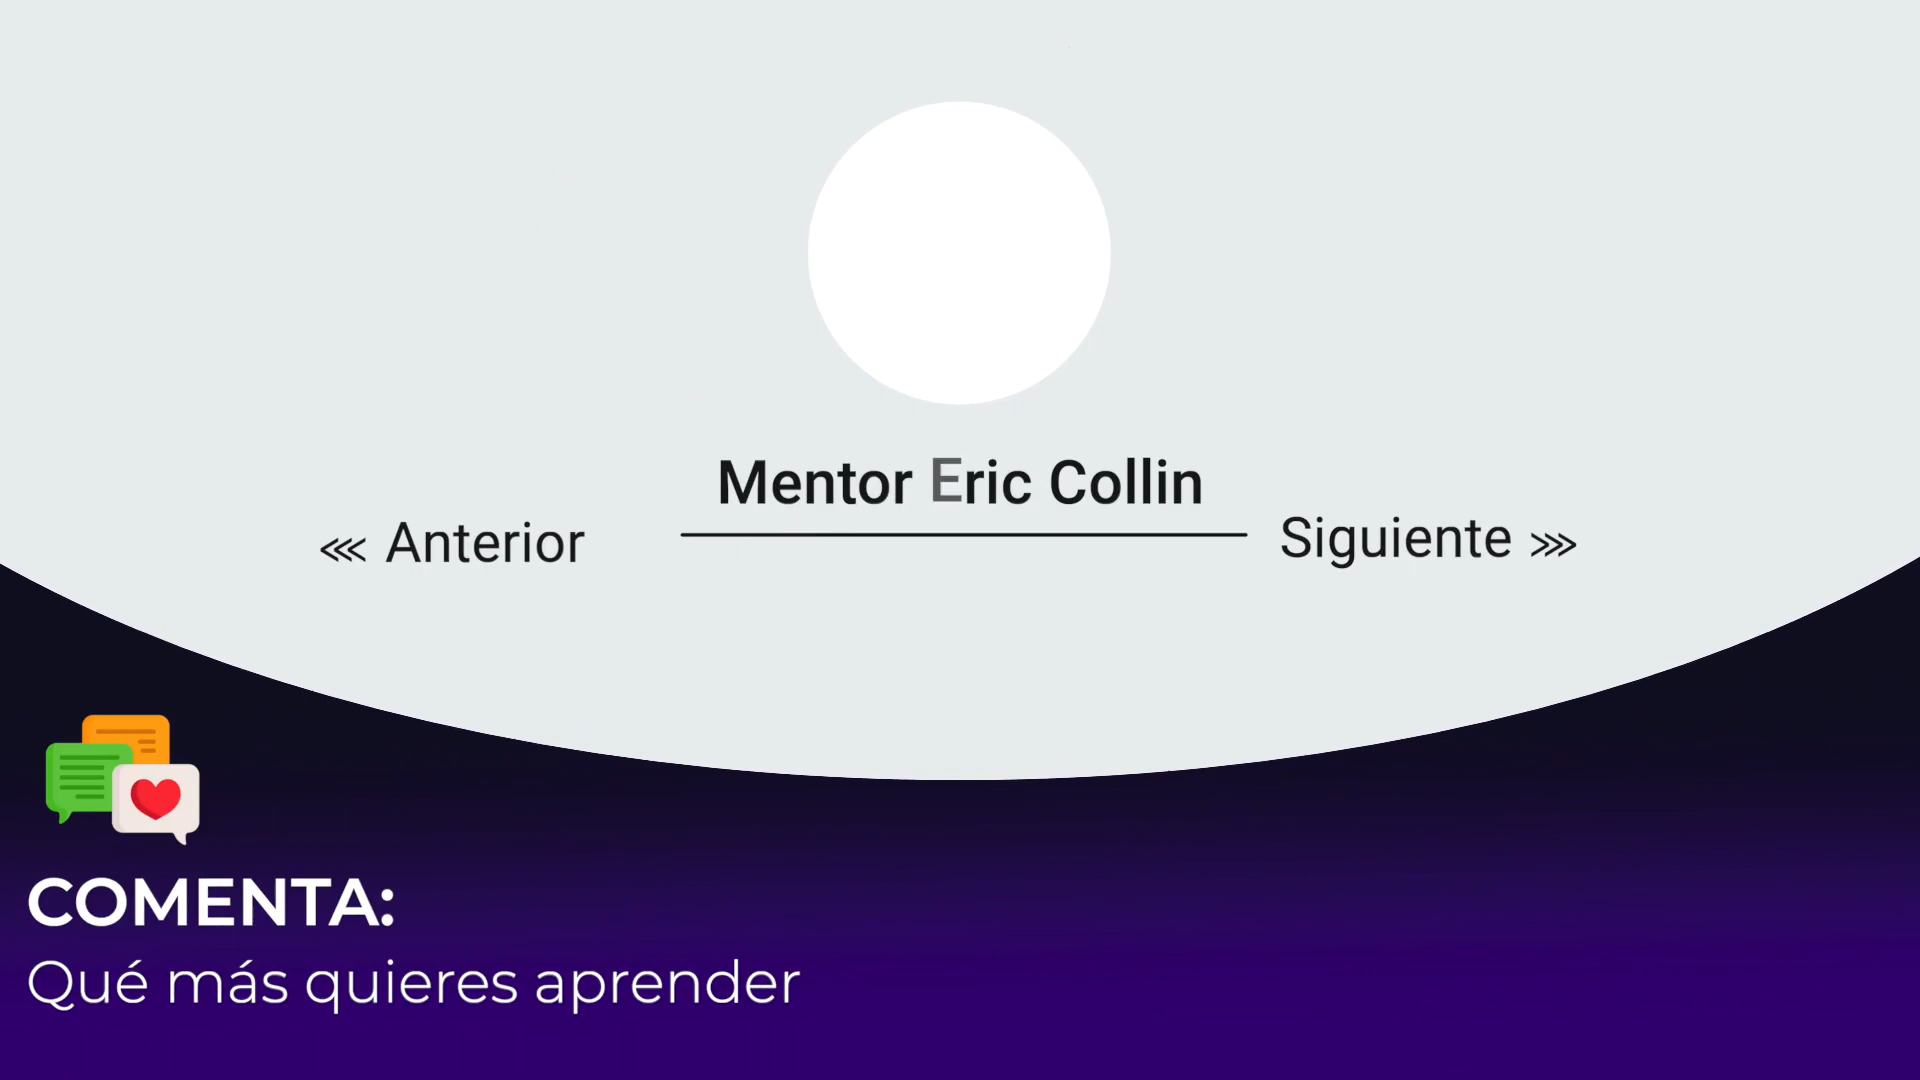 Mentor Eric Collin
<<< Anterior
Siguiente >>>
COMENTA:
Qué más quieres aprender